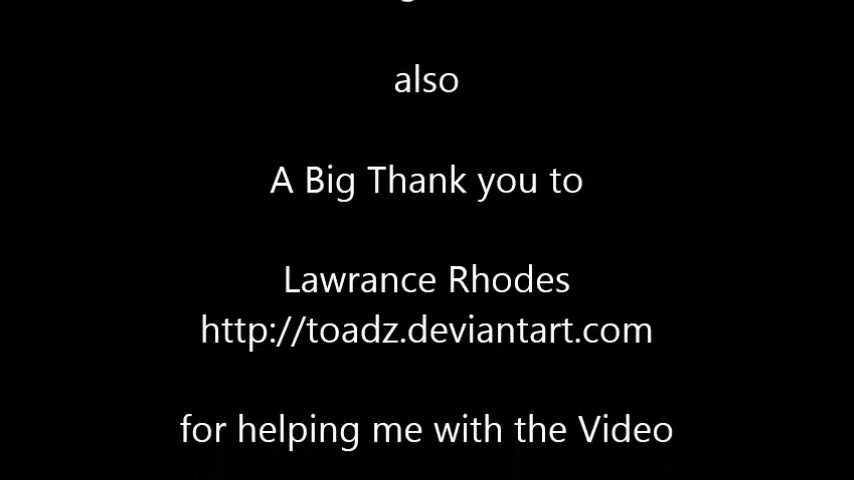 also
A Big Thank you to
Lawrance Rhodes
http://toadz.deviantart.com
for helping me with the Video